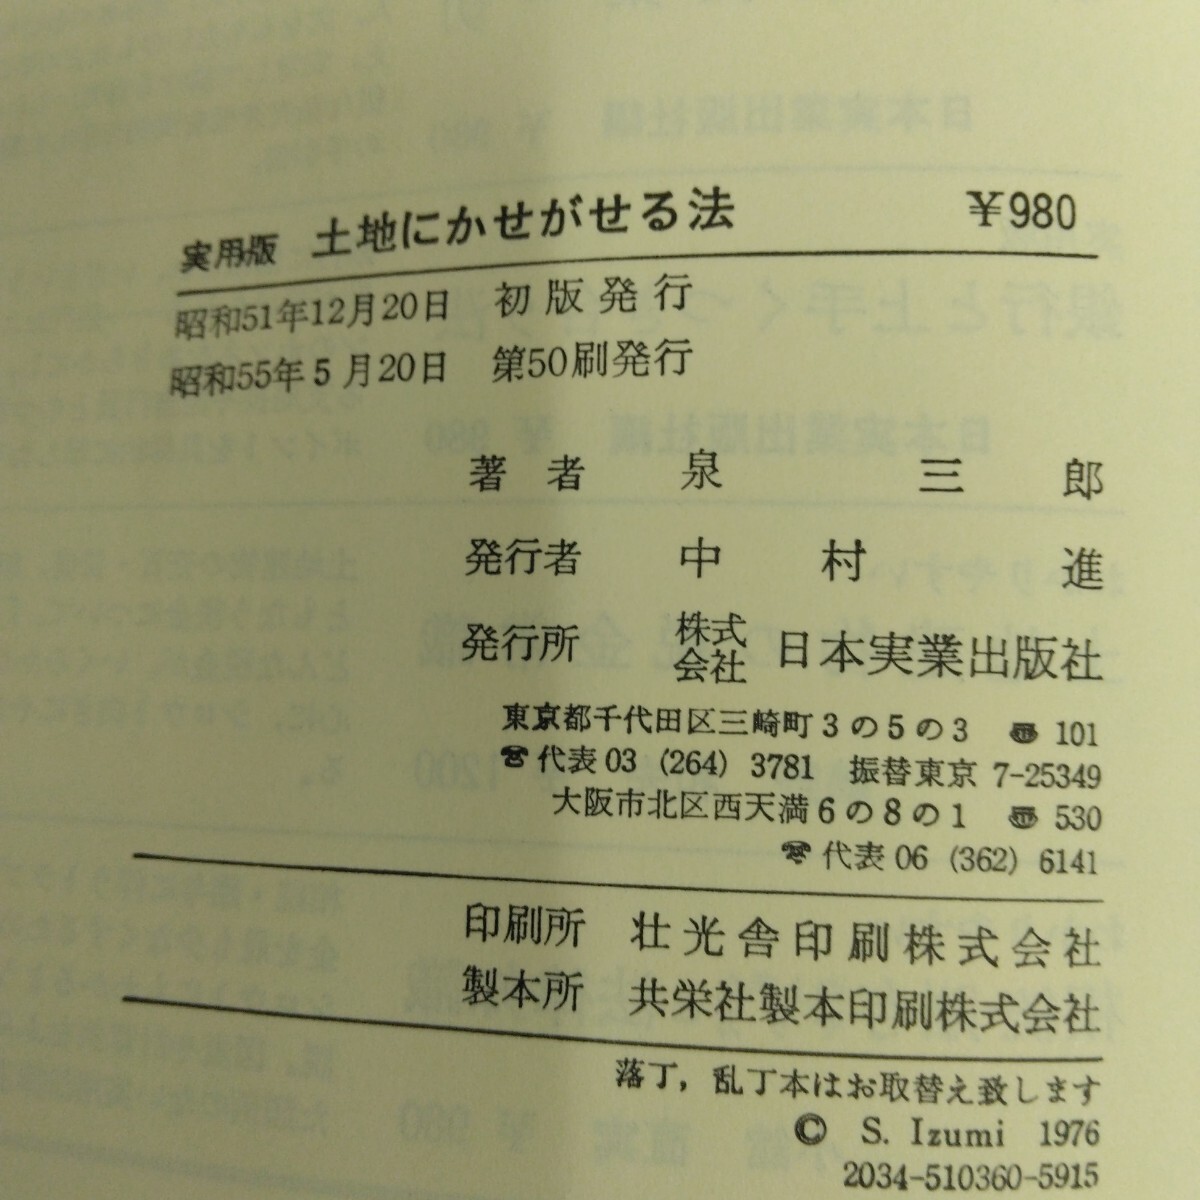 実用版 土地にかせがせる法 ¥980
昭和51年12月20日 初版発行
昭和55年5月20日 第50刷発行
著者 泉三郎
発行者 中村進
発行所 株式会社 日本実業出版社
東京都千代田区三崎町3の5の3 〠 101
☎代表03 (264) 3781 振替東京 7-25349
大阪市北区西天満6の8の1 〠 530
☎代表06 (362) 6141
印刷所 壮光舎印刷株式会社
製本所 共栄社製本印刷株式会社
落丁，乱丁本はお取替え致します
© S. Izumi 1976
2034-510360-5915